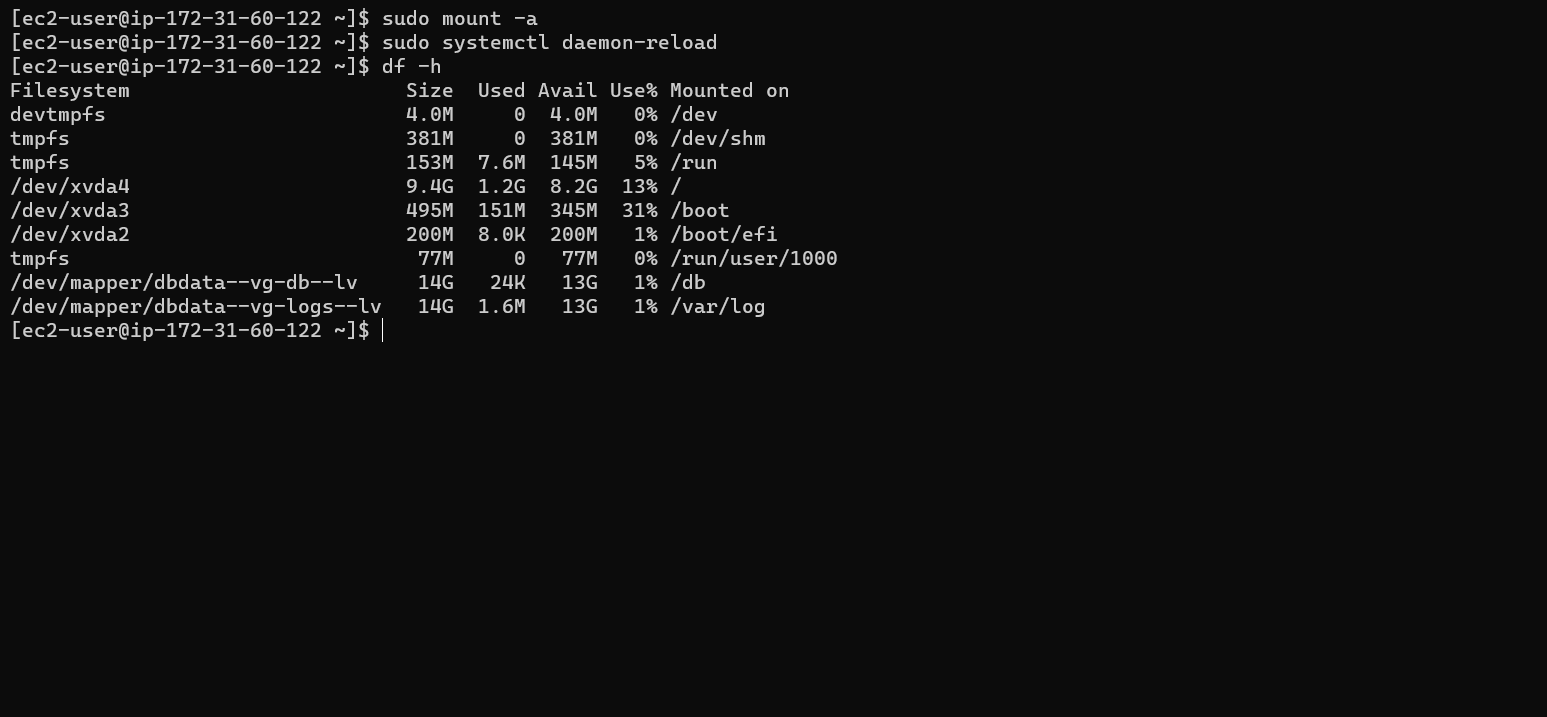 [ec2-user@ip-172-31-60-122 ~]$ sudo mount -a
[ec2-user@ip-172-31-60-122 ~]$ sudo systemctl daemon-reload
[ec2-user@ip-172-31-60-122 ~]$ df -h
Filesystem                       Size  Used Avail Use% Mounted on
devtmpfs                         4.0M     0  4.0M   0% /dev
tmpfs                            381M     0  381M   0% /dev/shm
tmpfs                            153M  7.6M  145M   5% /run
/dev/xvda4                       9.4G  1.2G  8.2G  13% /
/dev/xvda3                       495M  151M  345M  31% /boot
/dev/xvda2                       200M  8.0K  200M   1% /boot/efi
tmpfs                             77M     0   77M   0% /run/user/1000
/dev/mapper/dbdata--vg-db--lv     14G   24K   13G   1% /db
/dev/mapper/dbdata--vg-logs--lv   14G  1.6M   13G   1% /var/log
[ec2-user@ip-172-31-60-122 ~]$